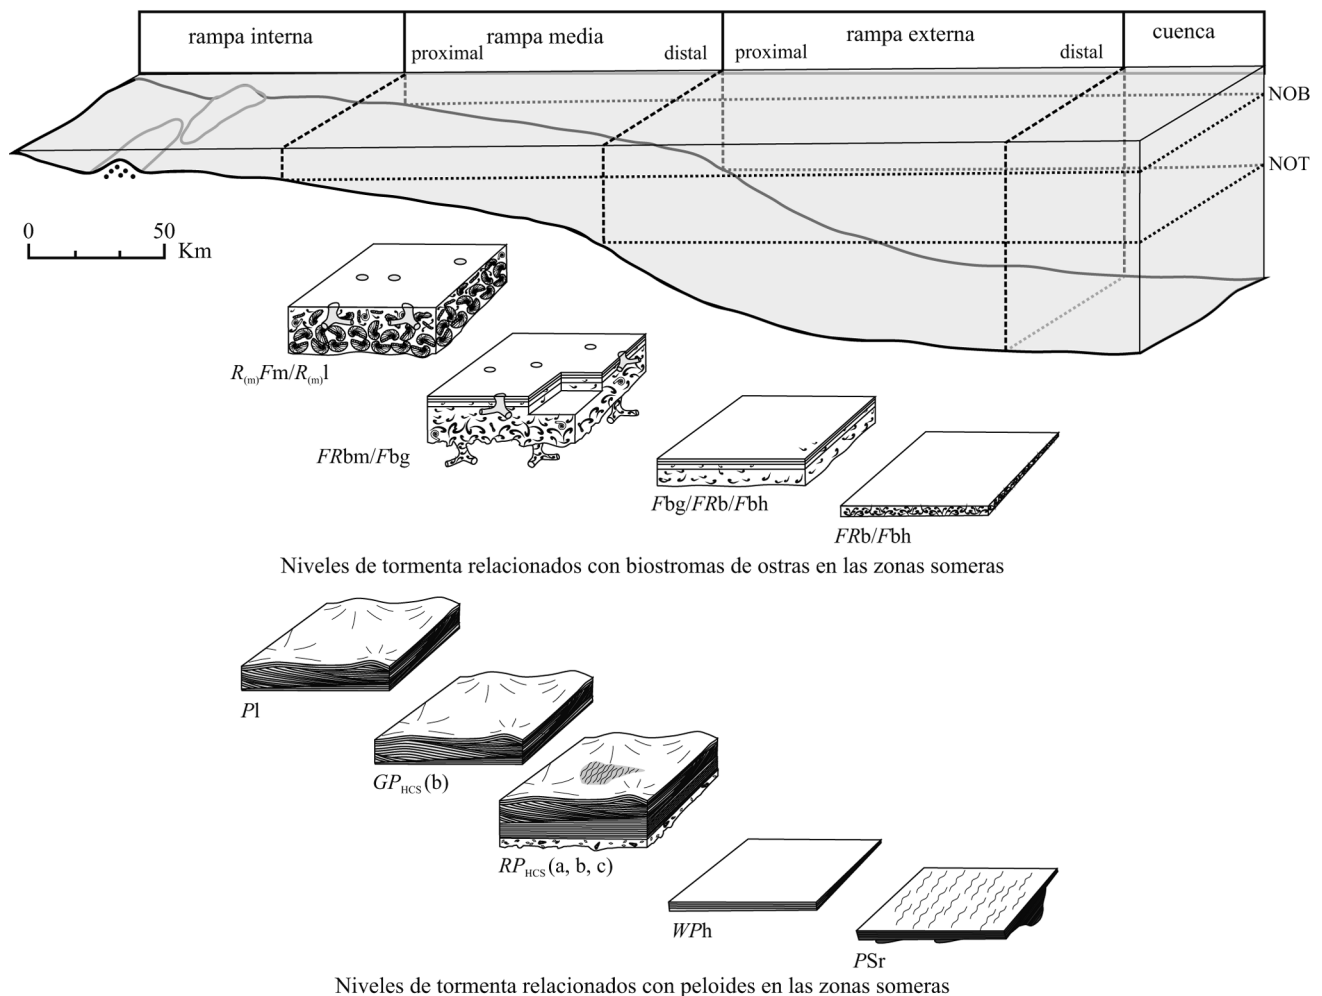 rampa interna
rampa media
proximal distal
rampa externa
proximal distal
cuenca
NOB
NOT
0 50
Km
R(m)Fm/R(m)l
FRbm/Fbg
Fbg/FRb/Fbh
FRb/Fbh
Niveles de tormenta relacionados con biostromas de ostras en las zonas someras
Pl
GPHCS (b)
RPHCS (a, b, c)
WPh
PSr
Niveles de tormenta relacionados con peloides en las zonas someras